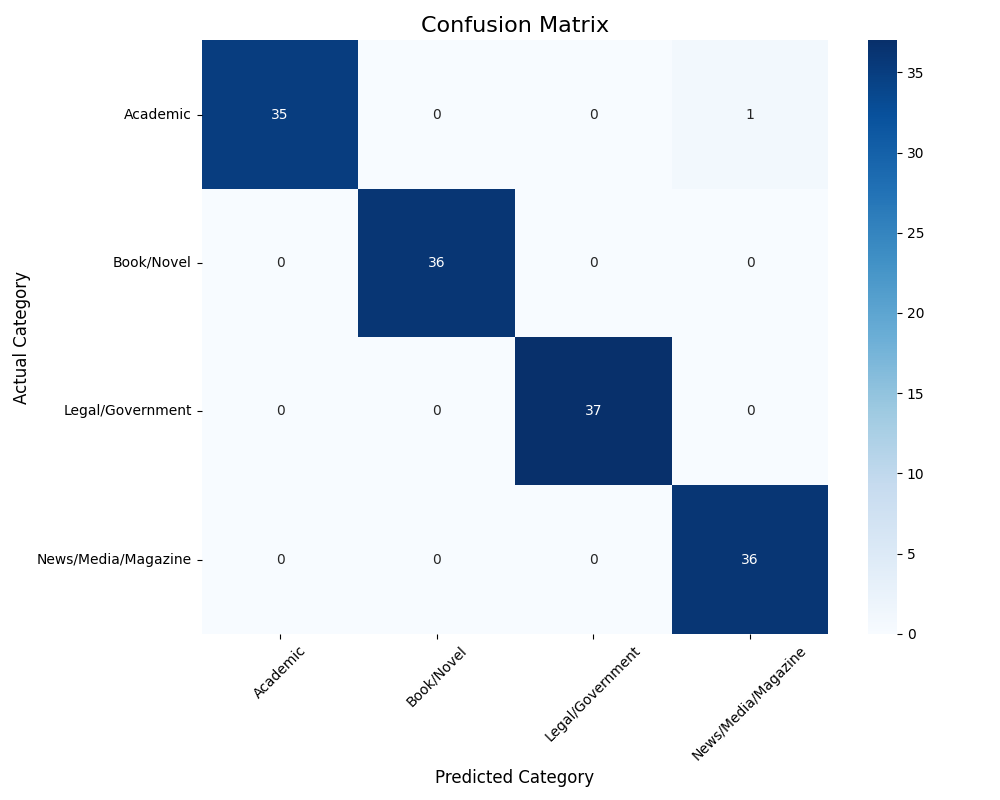 Confusion Matrix
Actual Category
Academic
35 0 0 1
Book/Novel
0 36 0 0
Legal/Government
0 0 37 0
News/Media/Magazine
0 0 0 36
Academic
Book/Novel
Legal/Government
News/Media/Magazine
Predicted Category
35
30
25
20
15
10
5
0